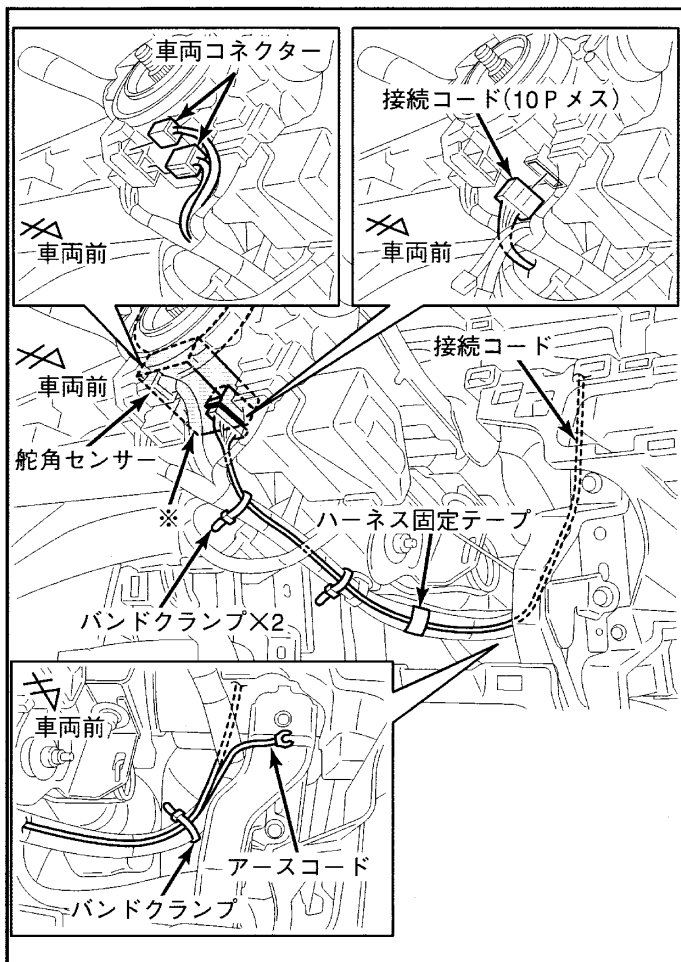 車両コネクター
車両前
接続コード(10Pメス)
車両前
車両前
接続コード
舵角センサー
※
ハーネス固定テープ
バンドクランプ×2
車両前
アースコード
バンドクランプ